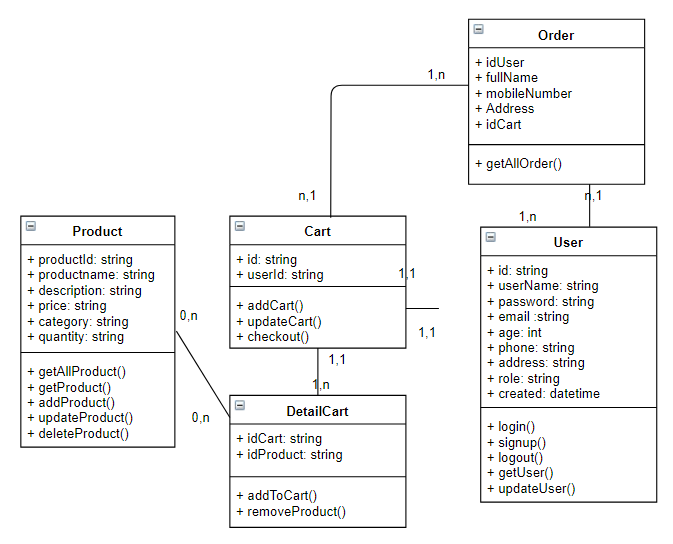 Order
+ idUser
+ fullName
+ mobileNumber
+ Address
+ idCart
+ getAllOrder()
1,n
n,1
n,1
1,n
Product
+ productId: string
+ productname: string
+ description: string
+ price: string
+ category: string
+ quantity: string
+ getAllProduct()
+ getProduct()
+ addProduct()
+ updateProduct()
+ deleteProduct()
0,n
0,n
Cart
+ id: string
+ userId: string
+ addCart()
+ updateCart()
+ checkout()
1,1
1,1
1,1
1,n
DetailCart
+ idCart: string
+ idProduct: string
+ addToCart()
+ removeProduct()
User
+ id: string
+ userName: string
+ password: string
+ email :string
+ age: int
+ phone: string
+ address: string
+ role: string
+ created: datetime
+ login()
+ signup()
+ logout()
+ getUser()
+ updateUser()